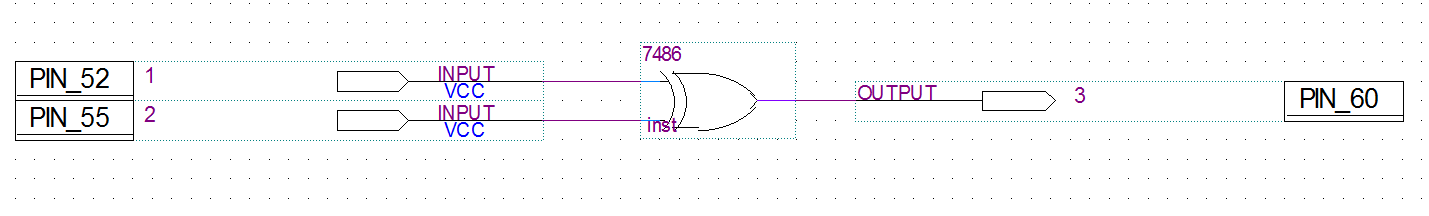 7486
PIN_52 1 INPUT
VCC
PIN_55 2 INPUT
VCC
inst
OUTPUT 3 PIN_60